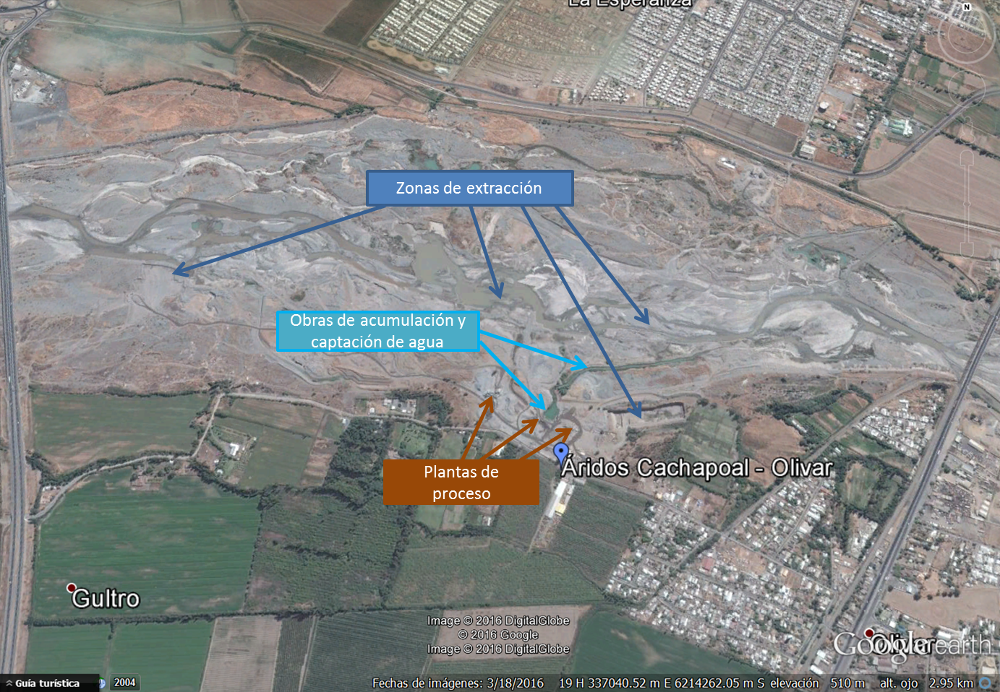 La Esperanza
N
Zonas de extracción
Obras de acumulación y
captación de agua
Plantas de
proceso
Áridos Cachapoal - Olivar
Gultro
Image © 2016 DigitalGlobe
© 2016 Google
Image © 2016 DigitalGlobe
Olivar
Google earth
Guía turística
2004
Fechas de imágenes: 3/18/2016 19 H 337040.52 m E 6214262.05 m S elevación 510 m alt. ojo 2.95 km